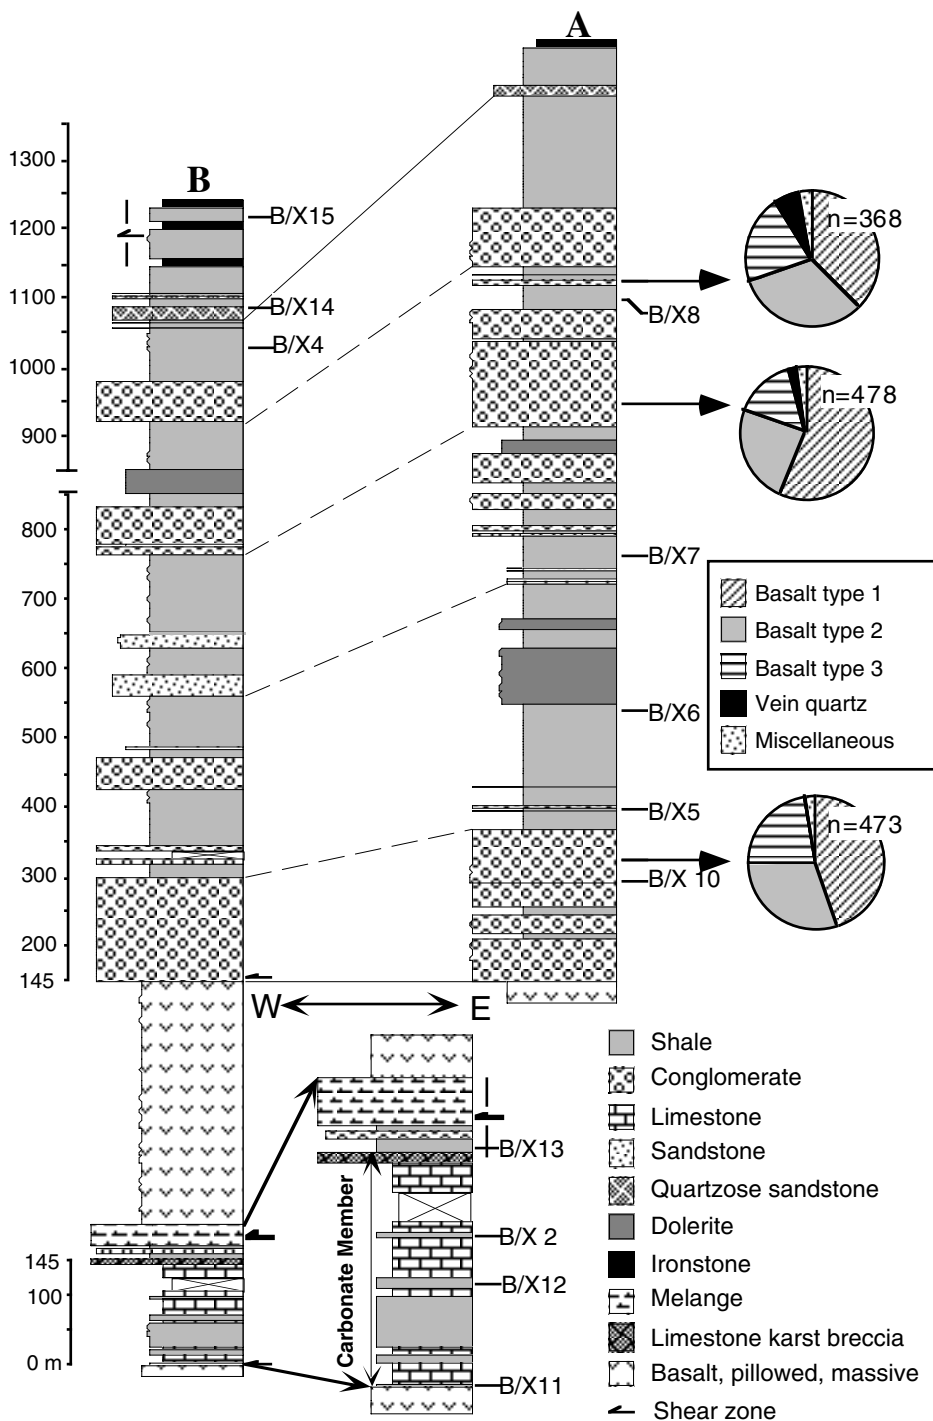 A
B
1300
1200
1100
1000
900
800
700
600
500
400
300
200
145
145
100
0 m
B/X15
B/X14
B/X4
B/X8
B/X7
B/X6
B/X5
B/X 10
n=368
n=478
n=473
Basalt type 1
Basalt type 2
Basalt type 3
Vein quartz
Miscellaneous
W
E
Carbonate Member
B/X13
B/X 2
B/X12
B/X11
Shale
Conglomerate
Limestone
Sandstone
Quartzose sandstone
Dolerite
Ironstone
Melange
Limestone karst breccia
Basalt, pillowed, massive
Shear zone